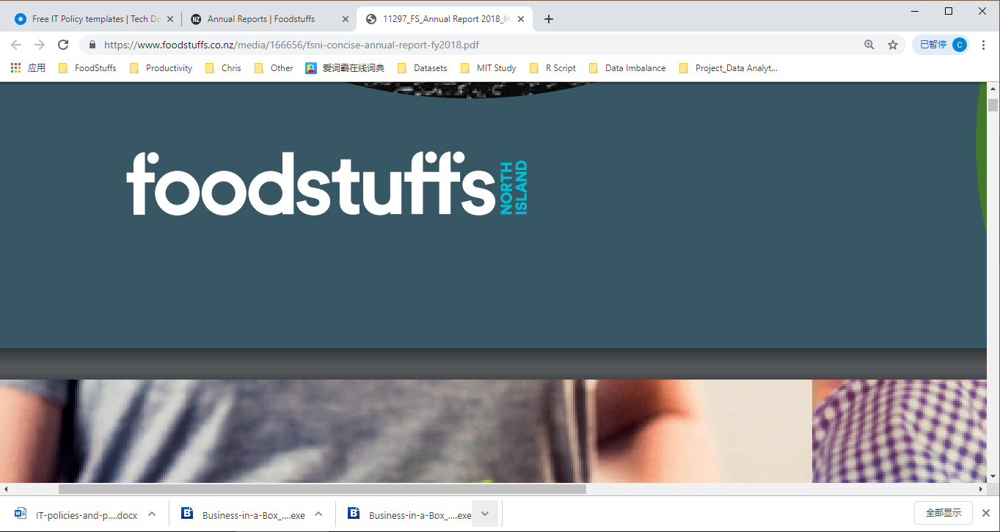 Free IT Policy templates | Tech Do
Annual Reports | Foodstuffs
11297_FS_Annual Report 2018_In
https://www.foodstuffs.co.nz/media/166656/fsni-concise-annual-report-fy2018.pdf
已暂停 C
应用 FoodStuffs Productivity Chris Other 爱词霸在线词典 Datasets MIT Study R Script Data Imbalance Project_Data Analyt...
foodstuffs
NORTH
ISLAND
IT-policies-and-p....docx
Business-in-a-Box_....exe
Business-in-a-Box_....exe
全部显示